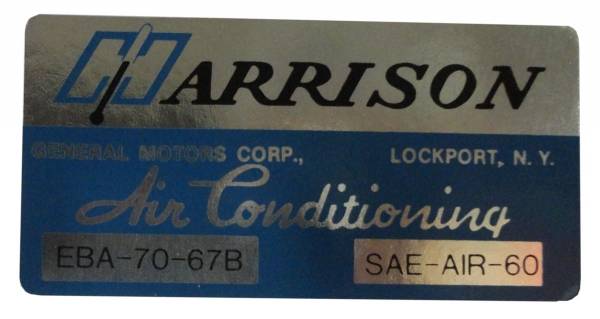 HARRISON
GENERAL MOTORS CORP., LOCKPORT, N. Y.
Air Conditioning
EBA-70-67B SAE-AIR-60